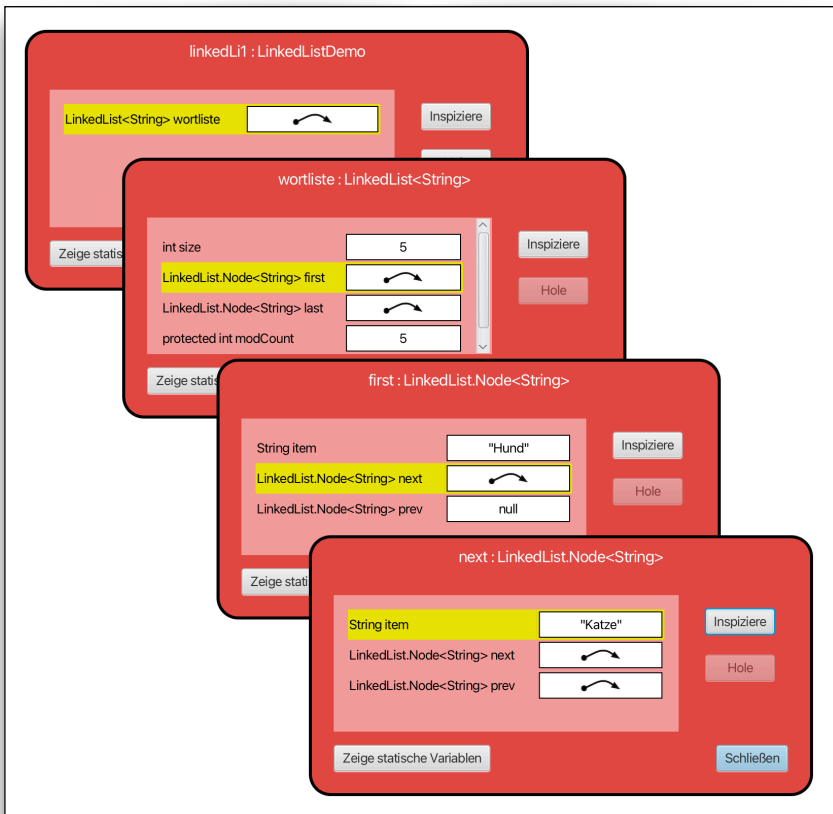 linkedLi1 : LinkedListDemo
LinkedList<String> wortliste
Inspiziere
Zeige statis
wortliste : LinkedList<String>
int size 5
Inspiziere
LinkedList.Node<String> first
Hole
LinkedList.Node<String> last
protected int modCount 5
Zeige statis
first : LinkedList.Node<String>
String item "Hund"
Inspiziere
LinkedList.Node<String> next
Hole
LinkedList.Node<String> prev null
Zeige stati
next : LinkedList.Node<String>
String item "Katze"
Inspiziere
LinkedList.Node<String> next
Hole
LinkedList.Node<String> prev
Zeige statische Variablen
Schließen